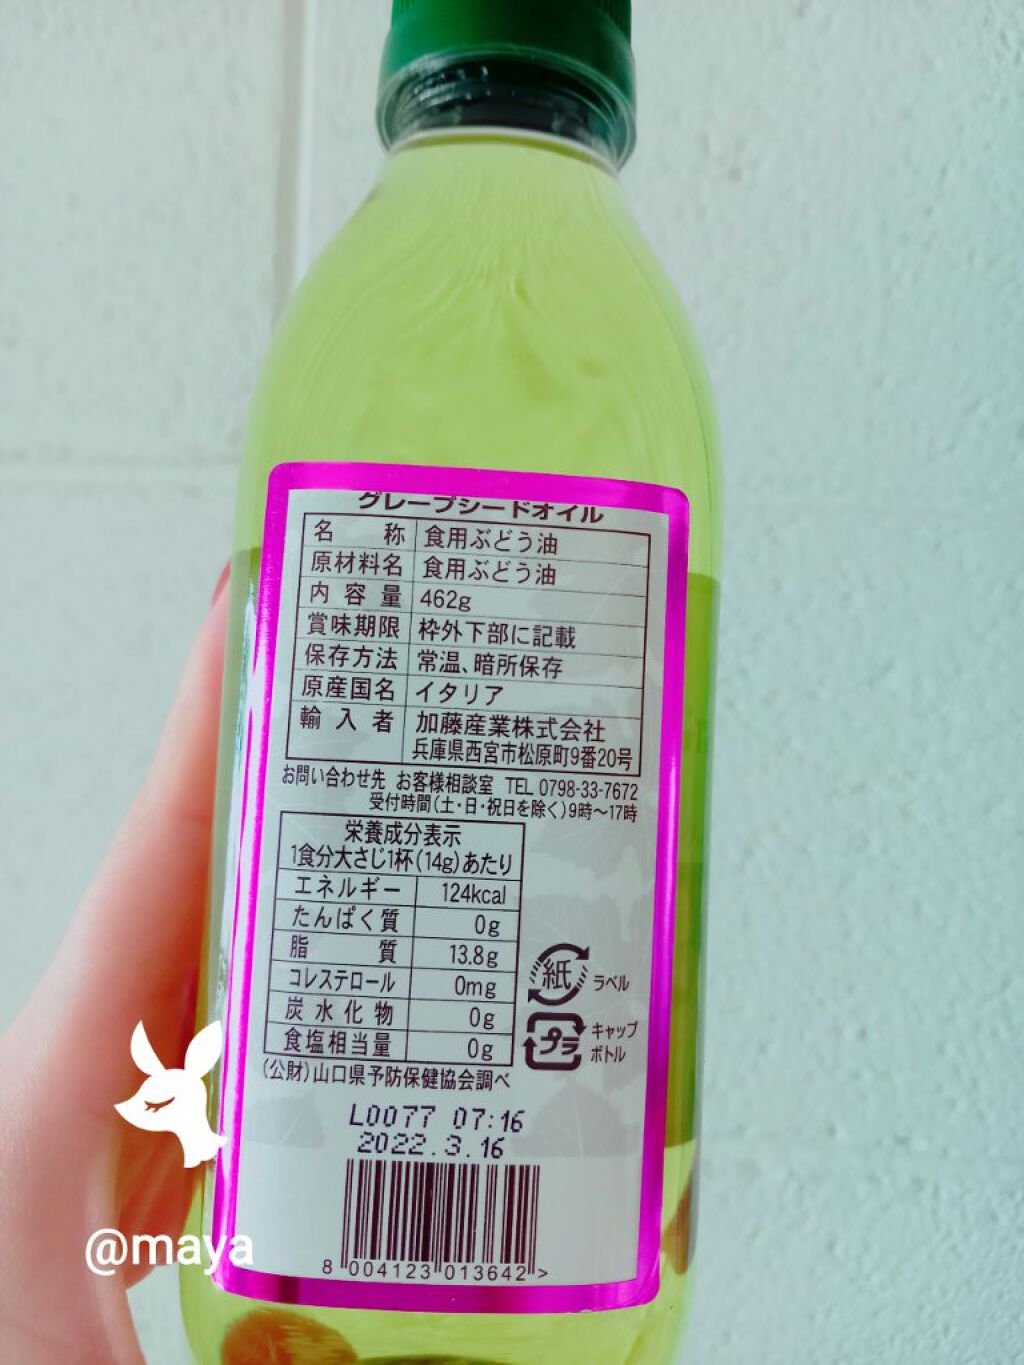 グレープシードオイル
名称 食用ぶどう油
原材料名 食用ぶどう油
内容量 462g
賞味期限 枠外下部に記載
保存方法 常温、暗所保存
原産国名 イタリア
輸入者 加藤産業株式会社
兵庫県西宮市松原町9番20号
お問い合わせ先 お客様相談室 TEL 0798-33-7672
受付時間(土・日・祝日を除く)9時〜17時
栄養成分表示
1食分大さじ1杯(14g)あたり
エネルギー 124kcal
たんぱく質 0g
脂質 13.8g
コレステロール 0mg
炭水化物 0g
食塩相当量 0g
(公財)山口県予防保健協会調べ
紙 ラベル
プラ キャップ
ボトル
L0077 07:16
2022.3.16
8 004123 013642 >
@maya